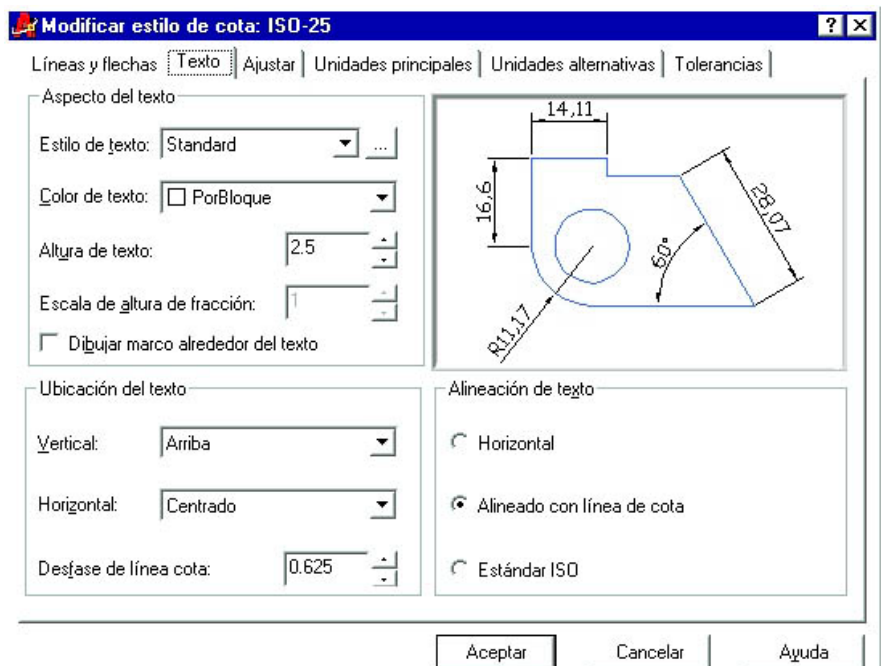 Modificar estilo de cota: ISO-25
Líneas y flechas Texto Ajustar Unidades principales Unidades alternativas Tolerancias
Aspecto del texto
Estilo de texto: Standard ...
Color de texto: PorBloque
Altura de texto: 2.5
Escala de altura de fracción: 1
Dibujar marco alrededor del texto
14,11
16,6
28,07
60°
R11,17
Ubicación del texto
Vertical: Arriba
Horizontal: Centrado
Desfase de línea cota: 0.625
Alineación de texto
Horizontal
Alineado con línea de cota
Estándar ISO
Aceptar Cancelar Ayuda